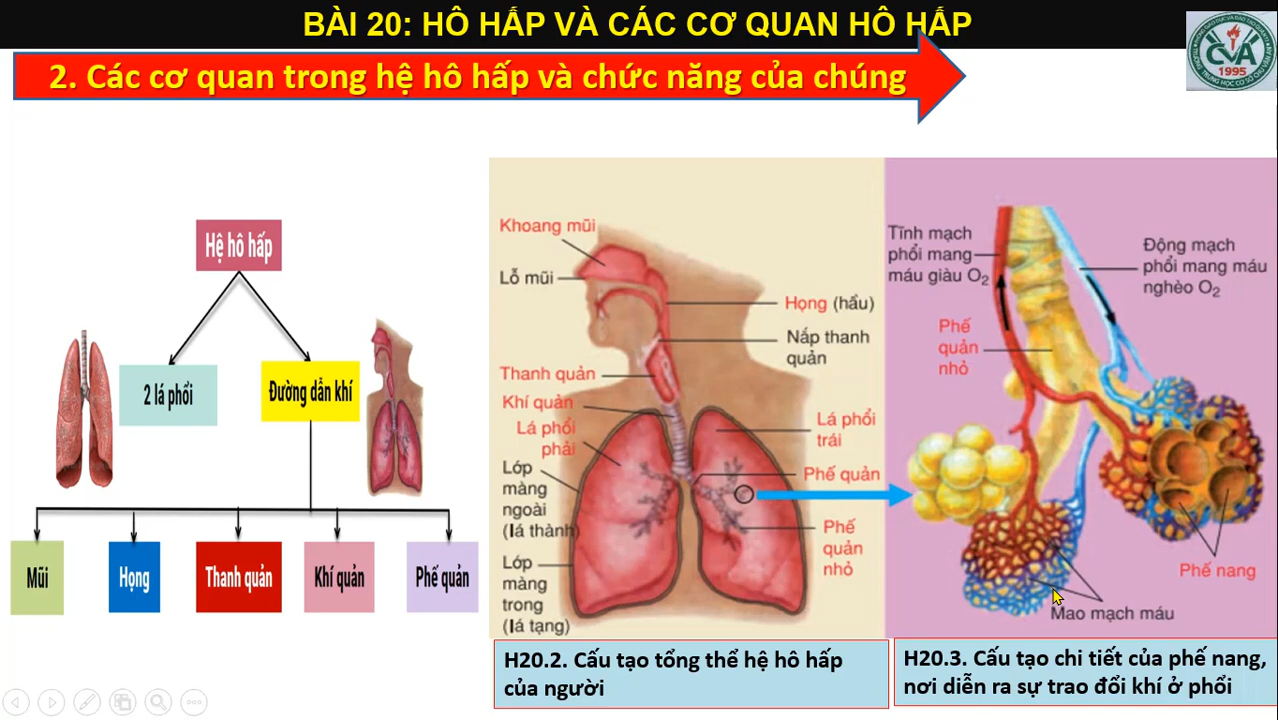 BÀI 20: HÔ HẤP VÀ CÁC CƠ QUAN HÔ HẤP
2. Các cơ quan trong hệ hô hấp và chức năng của chúng
CVA
1995
Hệ hô hấp
2 lá phổi
Đường dẫn khí
Mũi
Họng
Thanh quản
Khí quản
Phế quản
Khoang mũi
Lỗ mũi
Họng (hầu)
Nắp thanh
quản
Thanh quản
Khí quản
Lá phổi
phải
Lá phổi
trái
Lớp
màng
ngoài
(lá thành)
Phế quản
Phế
quản
nhỏ
Lớp
màng
trong
(lá tạng)
Tĩnh mạch
phổi mang
máu giàu O2
Động mạch
phổi mang máu
nghèo O2
Phế
quản
nhỏ
Phế nang
Mao mạch máu
H20.2. Cấu tạo tổng thể hệ hô hấp
của người
H20.3. Cấu tạo chi tiết của phế nang,
nơi diễn ra sự trao đổi khí ở phổi